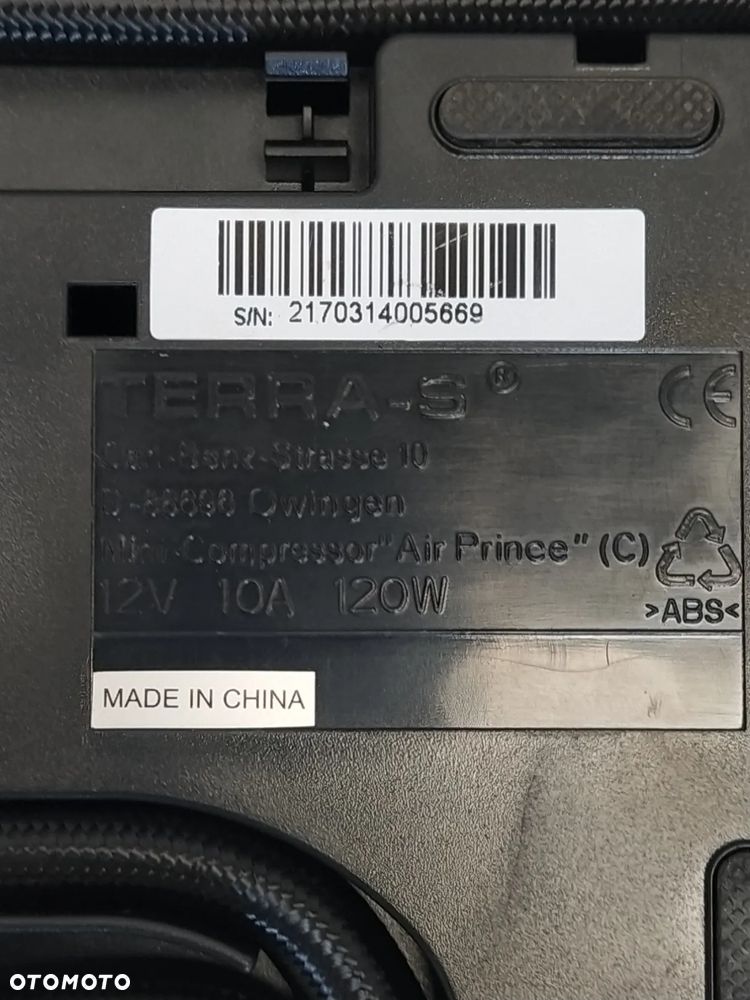 S/N: 2170314005669
TERRA-S®
CE
Carl-Benz-Strasse 10
D-88696 Owingen
Mini-Compressor "Air Prince" (C)
12V 10A 120W
>ABS<
MADE IN CHINA
OTOMOTO